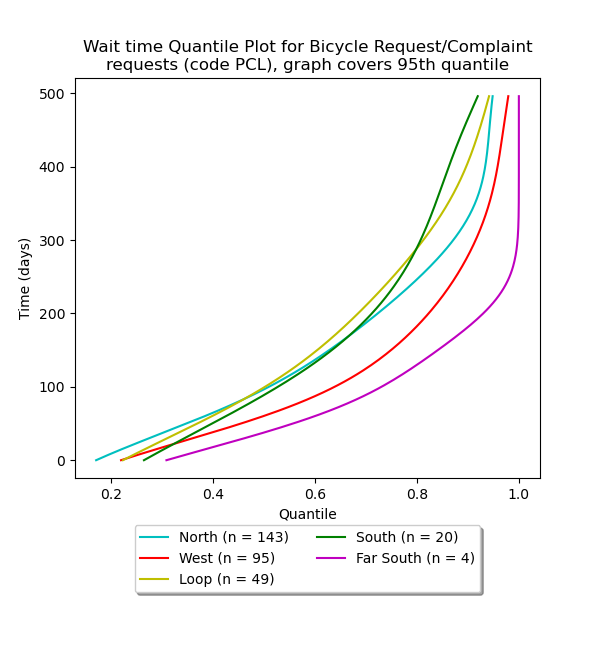 Wait time Quantile Plot for Bicycle Request/Complaint
requests (code PCL), graph covers 95th quantile
500
400
300
200
100
0
Time (days)
0.2 0.4 0.6 0.8 1.0
Quantile
North (n = 143)
West (n = 95)
Loop (n = 49)
South (n = 20)
Far South (n = 4)